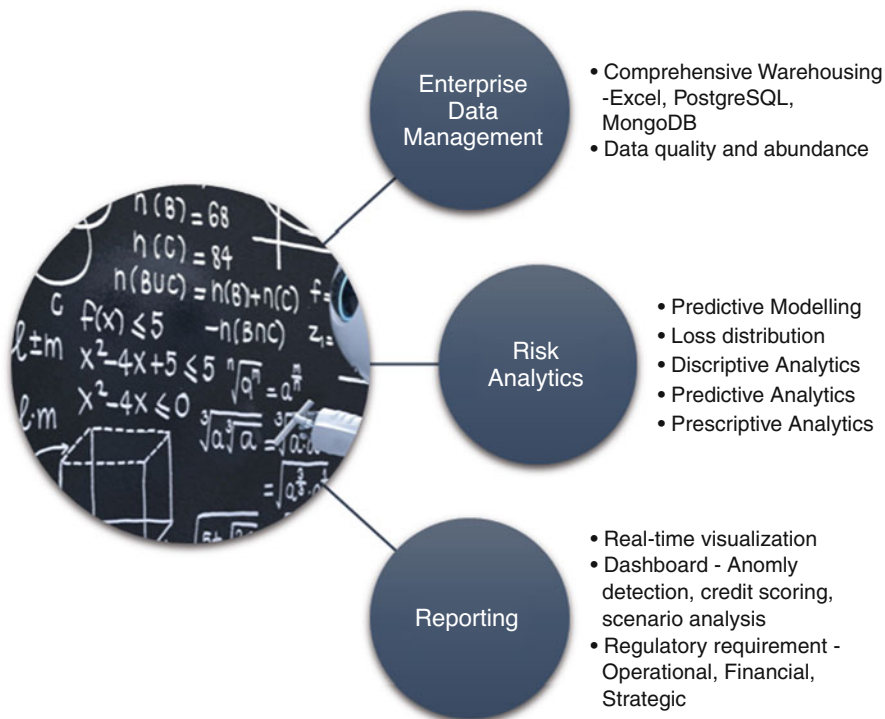 Enterprise
Data
Management
• Comprehensive Warehousing
-Excel, PostgreSQL,
MongoDB
• Data quality and abundance
n(B) = 68
n(C) = 84
n(BUC) = n(B)+n(C)
-n(B∩C)
f=
z₁=
c
f(x) ≤ 5
l±m
x²-4x+5 ≤ 5
x²-4x ≤ 0
l·m
Risk
Analytics
• Predictive Modelling
• Loss distribution
• Discriptive Analytics
• Predictive Analytics
• Prescriptive Analytics
Reporting
• Real-time visualization
• Dashboard - Anomly
detection, credit scoring,
scenario analysis
• Regulatory requirement -
Operational, Financial,
Strategic